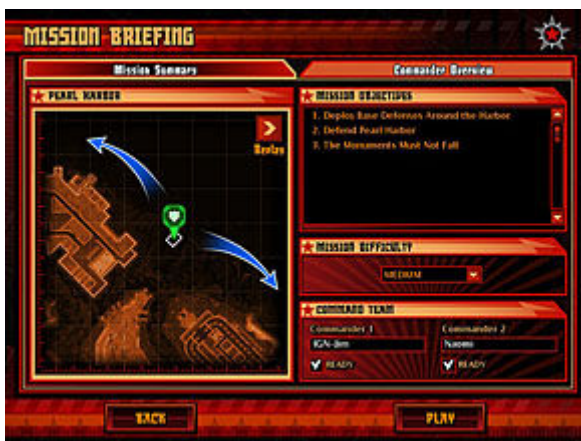 MISSION BRIEFING
Mission Summary
Commander Overview
PEARL HARBOR
Replay
MISSION OBJECTIVES
1. Deploy Base Defenses Around the Harbor
2. Defend Pearl Harbor
3. The Monuments Must Not Fall
MISSION DIFFICULTY
MEDIUM
COMMAND TEAM
Commander 1
Commander 2
IGN-Jim
Naomi
READY
READY
BACK
PLAY